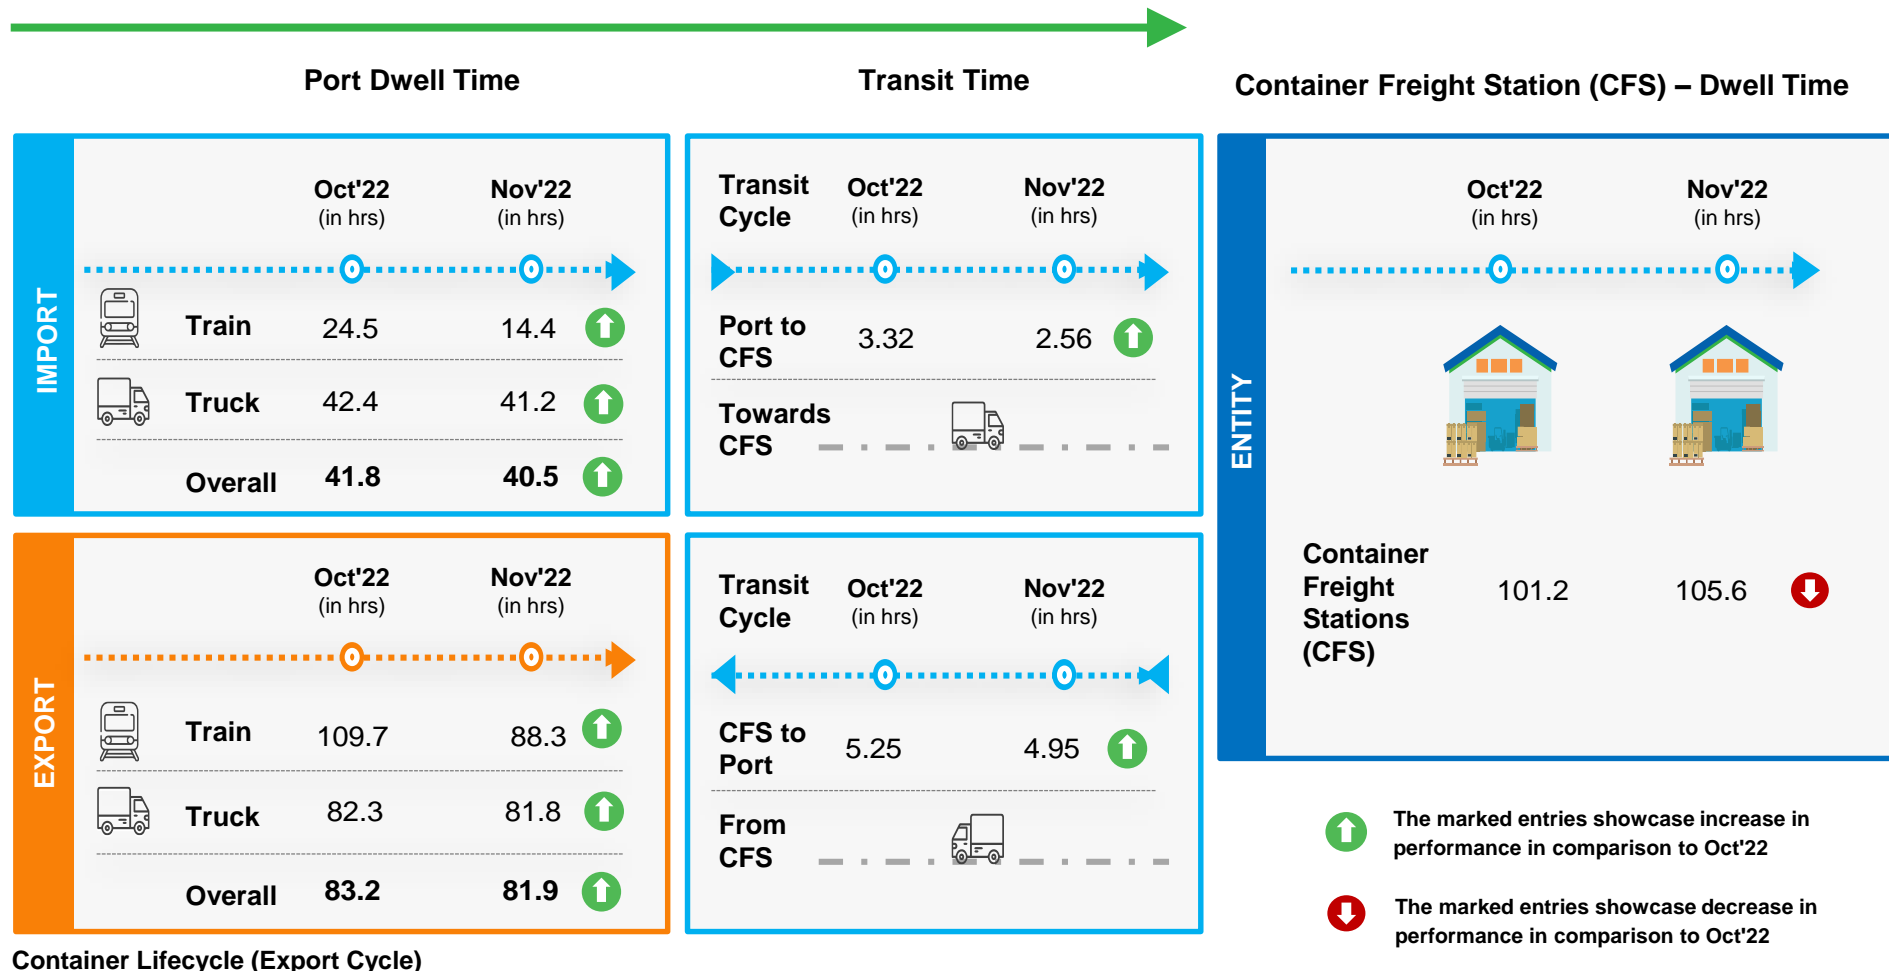 Port Dwell Time
Transit Time
Container Freight Station (CFS) – Dwell Time
IMPORT
Oct'22 Nov'22
(in hrs) (in hrs)
Train 24.5 14.4
Truck 42.4 41.2
Overall 41.8 40.5
Transit Oct'22 Nov'22
Cycle (in hrs) (in hrs)
Port to 3.32 2.56
CFS
Towards
CFS
EXPORT
Oct'22 Nov'22
(in hrs) (in hrs)
Train 109.7 88.3
Truck 82.3 81.8
Overall 83.2 81.9
Transit Oct'22 Nov'22
Cycle (in hrs) (in hrs)
CFS to 5.25 4.95
Port
From
CFS
ENTITY
Oct'22 Nov'22
(in hrs) (in hrs)
Container
Freight 101.2 105.6
Stations
(CFS)
The marked entries showcase increase in
performance in comparison to Oct'22
The marked entries showcase decrease in
performance in comparison to Oct'22
Container Lifecycle (Export Cycle)